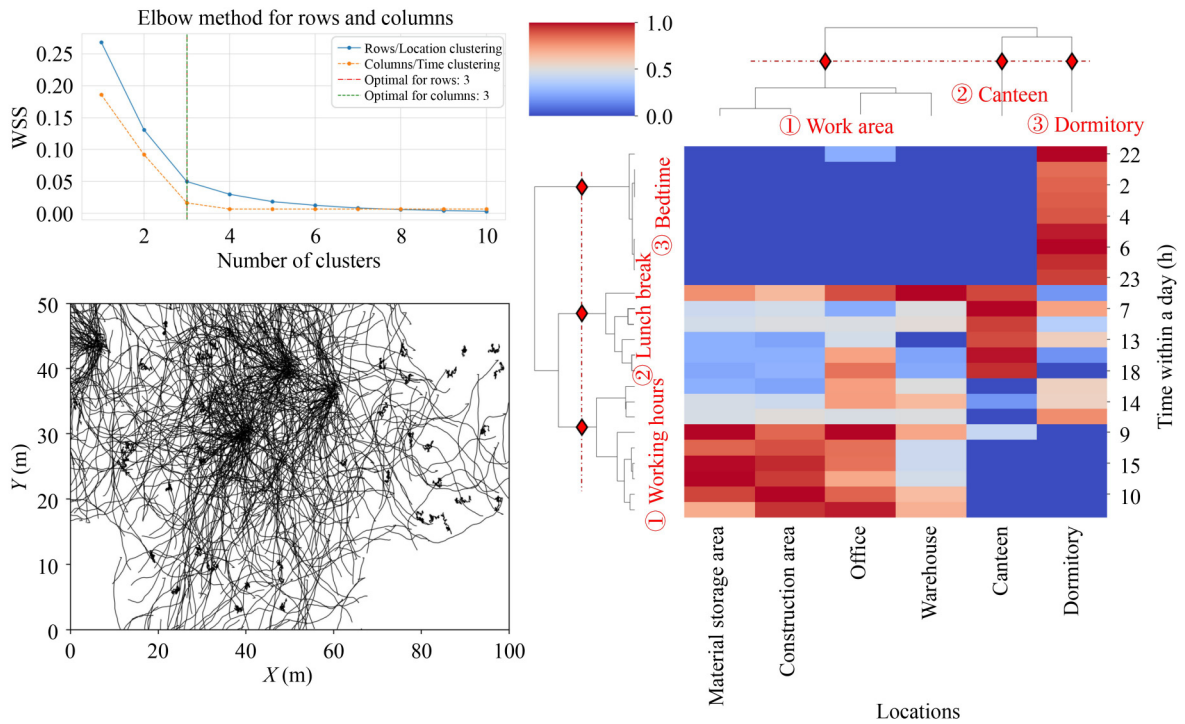 Elbow method for rows and columns
0.25
0.20
0.15
0.10
0.05
0.00
WSS
Rows/Location clustering
Columns/Time clustering
Optimal for rows: 3
Optimal for columns: 3
2
4
6
8
10
Number of clusters
1.0
0.5
0.0
② Canteen
① Work area
③ Dormitory
③ Bedtime
② Lunch break
① Working hours
22
2
4
6
23
7
13
18
14
9
15
10
Time within a day (h)
Material storage area
Construction area
Office
Warehouse
Canteen
Dormitory
Locations
50
40
30
20
10
0
Y (m)
0
20
40
60
80
100
X (m)